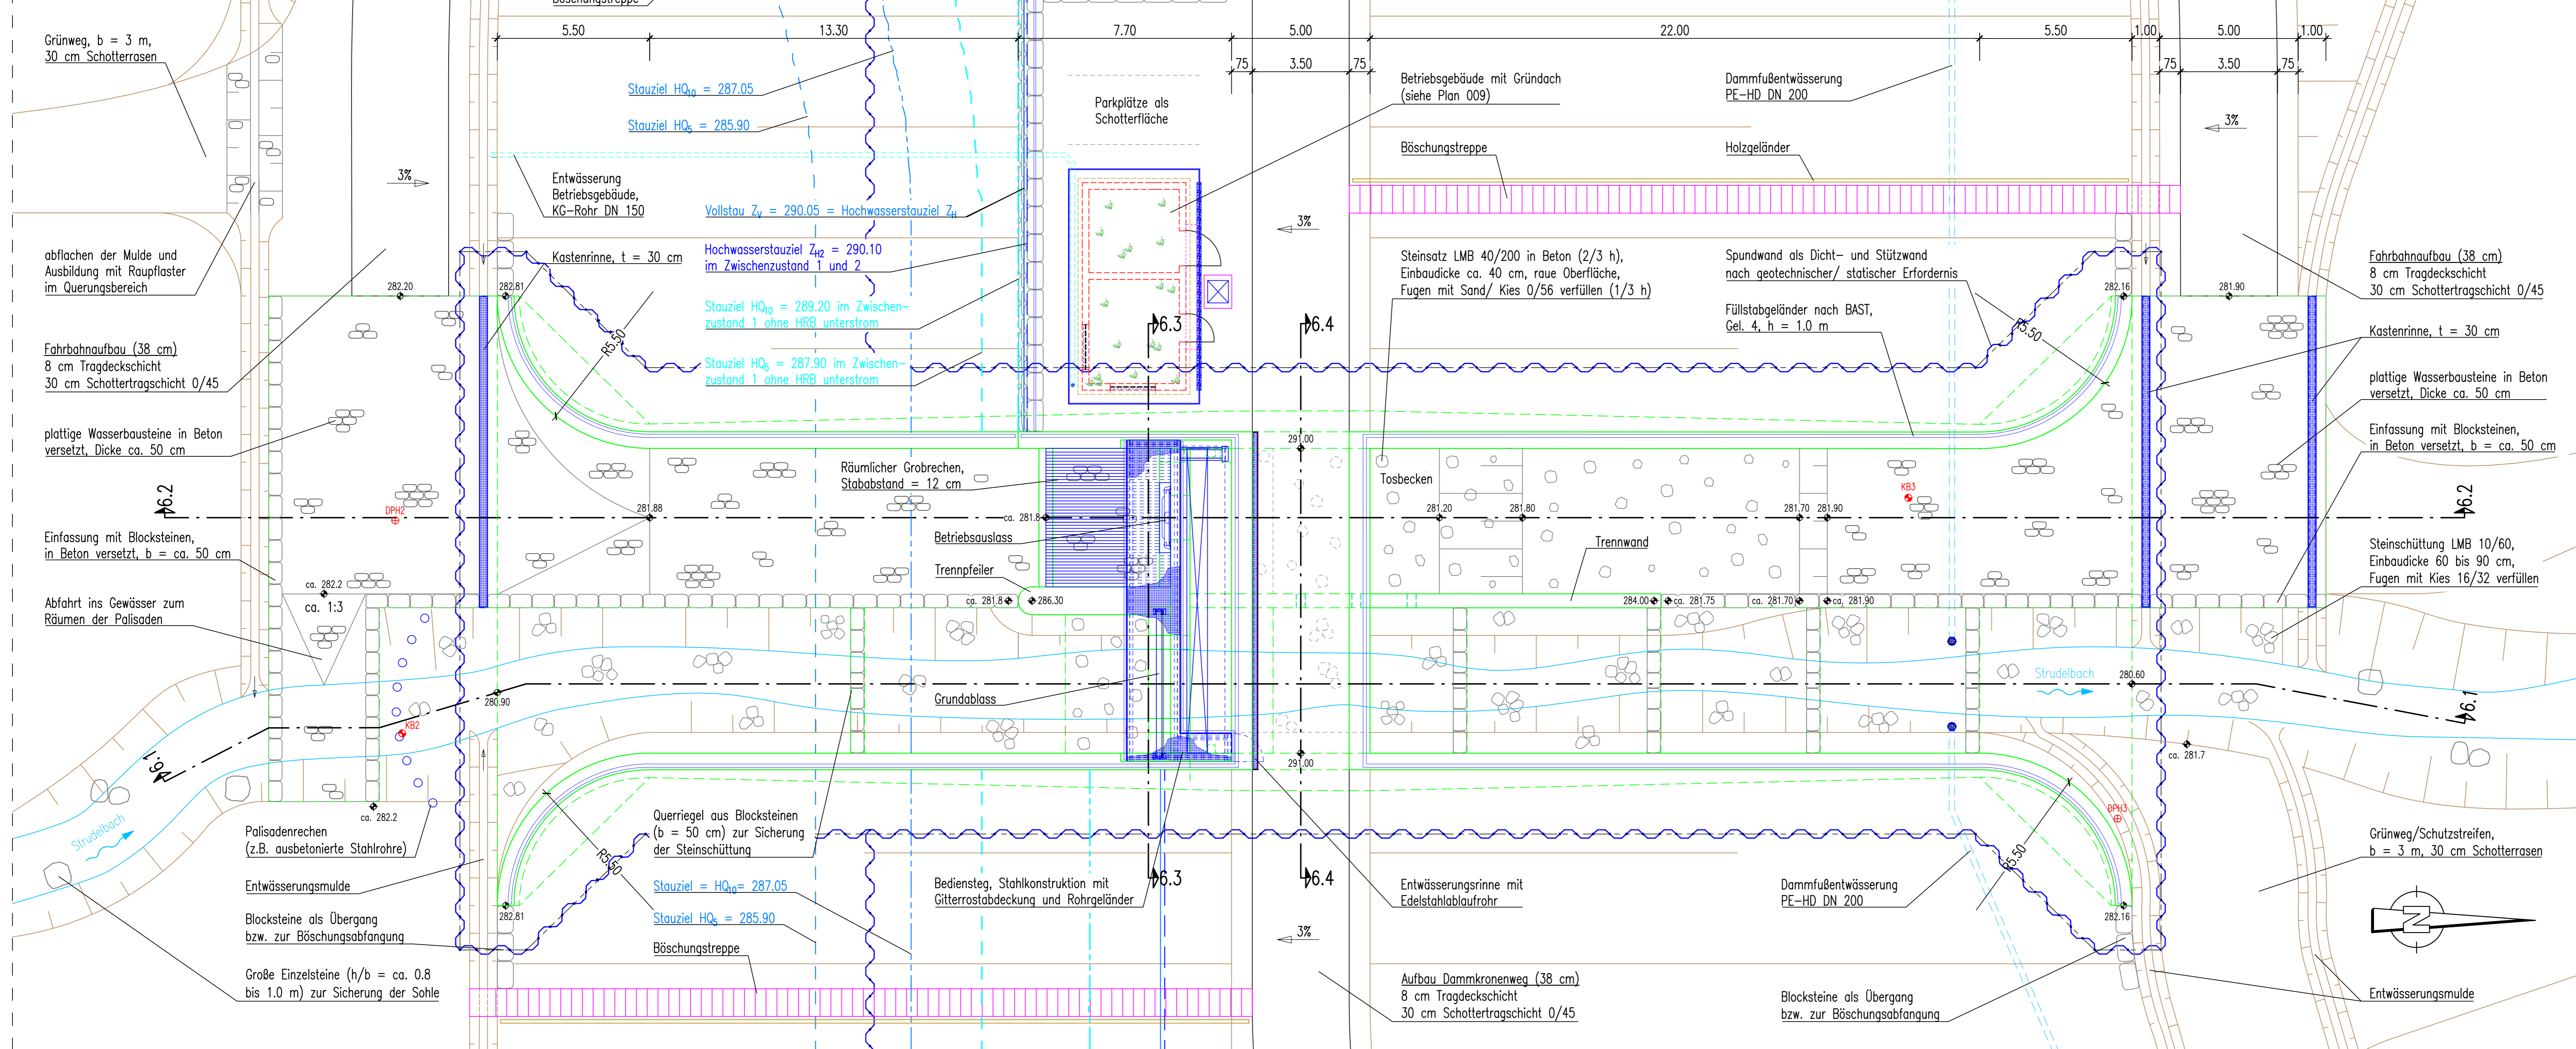 Böschungstreppe
5.50
13.30
7.70
5.00
22.00
5.50
1.00
5.00
1.00
75
3.50
75
75
3.50
75
Grünweg, b = 3 m,
30 cm Schotterrasen
Stauziel HQ10 = 287.05
Stauziel HQ5 = 285.90
Parkplätze als
Schotterfläche
Betriebsgebäude mit Gründach
(siehe Plan 009)
Dammfußentwässerung
PE-HD DN 200
3%
3%
Böschungstreppe
Holzgeländer
Entwässerung
Betriebsgebäude,
KG-Rohr DN 150
Vollstau ZV = 290.05 = Hochwasserstauziel ZH
3%
abflachen der Mulde und
Ausbildung mit Raupflaster
im Querungsbereich
Kastenrinne, t = 30 cm
Hochwasserstauziel ZH2 = 290.10
im Zwischenzustand 1 und 2
Steinsatz LMB 40/200 in Beton (2/3 h),
Einbaudicke ca. 40 cm, raue Oberfläche,
Fugen mit Sand/ Kies 0/56 verfüllen (1/3 h)
Spundwand als Dicht- und Stützwand
nach geotechnischer/ statischer Erfordernis
Fahrbahnaufbau (38 cm)
8 cm Tragdeckschicht
30 cm Schottertragschicht 0/45
282.20
282.81
282.16
281.90
Stauziel HQ10 = 289.20 im Zwischen-
zustand 1 ohne HRB unterstrom
Füllstabgeländer nach BAST,
Gel. 4, h = 1.0 m
6.3
6.4
R5.50
R5.50
Kastenrinne, t = 30 cm
Fahrbahnaufbau (38 cm)
8 cm Tragdeckschicht
30 cm Schottertragschicht 0/45
Stauziel HQ5 = 287.90 im Zwischen-
zustand 1 ohne HRB unterstrom
plattige Wasserbausteine in Beton
versetzt, Dicke ca. 50 cm
plattige Wasserbausteine in Beton
versetzt, Dicke ca. 50 cm
291.00
Einfassung mit Blocksteinen,
in Beton versetzt, b = ca. 50 cm
Räumlicher Grobrechen,
Stababstand = 12 cm
Tosbecken
6.2
DPH2
KB3
6.2
281.88
ca. 281.8
281.20
281.80
281.70
281.90
Einfassung mit Blocksteinen,
in Beton versetzt, b = ca. 50 cm
Betriebsauslass
Trennwand
Steinschüttung LMB 10/60,
Einbaudicke 60 bis 90 cm,
Fugen mit Kies 16/32 verfüllen
Trennpfeiler
ca. 282.2
ca. 1:3
ca. 281.8
286.30
284.00
ca. 281.75
ca. 281.70
ca. 281.90
Abfahrt ins Gewässer zum
Räumen der Palisaden
Strudelbach
280.60
280.90
Grundablass
6.1
KB2
6.1
291.00
ca. 281.7
ca. 282.2
Strudelbach
DPH3
Palisadenrechen
(z.B. ausbetonierte Stahlrohre)
Querriegel aus Blocksteinen
(b = 50 cm) zur Sicherung
der Steinschüttung
Grünweg/Schutzstreifen,
b = 3 m, 30 cm Schotterrasen
R5.50
R5.50
6.3
6.4
Entwässerungsmulde
Stauziel = HQ10= 287.05
Bediensteg, Stahlkonstruktion mit
Gitterrostabdeckung und Rohrgeländer
Entwässerungsrinne mit
Edelstahlablaufrohr
Dammfußentwässerung
PE-HD DN 200
282.81
282.16
Blocksteine als Übergang
bzw. zur Böschungsabfangung
Stauziel HQ5 = 285.90
3%
N
Böschungstreppe
Große Einzelsteine (h/b = ca. 0.8
bis 1.0 m) zur Sicherung der Sohle
Aufbau Dammkronenweg (38 cm)
8 cm Tragdeckschicht
30 cm Schottertragschicht 0/45
Blocksteine als Übergang
bzw. zur Böschungsabfangung
Entwässerungsmulde